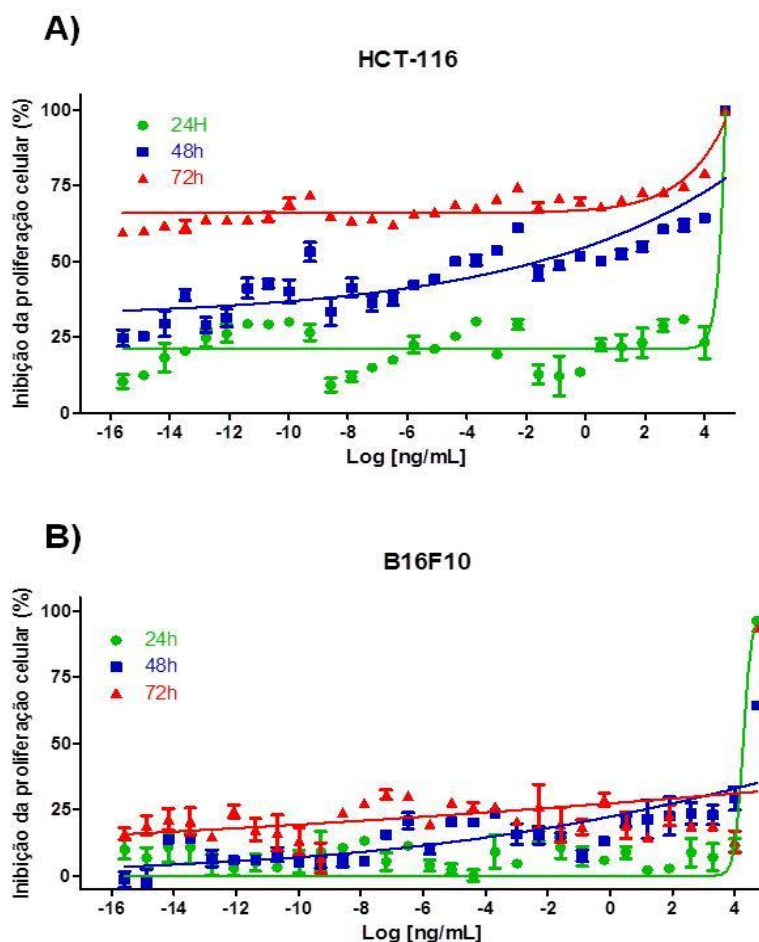 A)
HCT-116
Inibição da proliferação celular (%)
100
75
50
25
0
24H
48h
72h
-16 -14 -12 -10 -8 -6 -4 -2 0 2 4
Log [ng/mL]
B)
B16F10
Inibição da proliferação celular (%)
100
75
50
25
0
24h
48h
72h
-16 -14 -12 -10 -8 -6 -4 -2 0 2 4
Log [ng/mL]